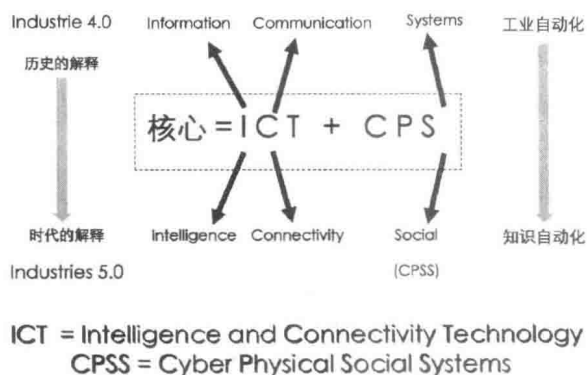 Industrie 4.0 Information Communication Systems 工业自动化
历史的解释
核心=ICT + CPS
时代的解释 Intelligence Connectivity Social 知识自动化
Industries 5.0 (CPSS)
ICT = Intelligence and Connectivity Technology
CPSS = Cyber Physical Social Systems